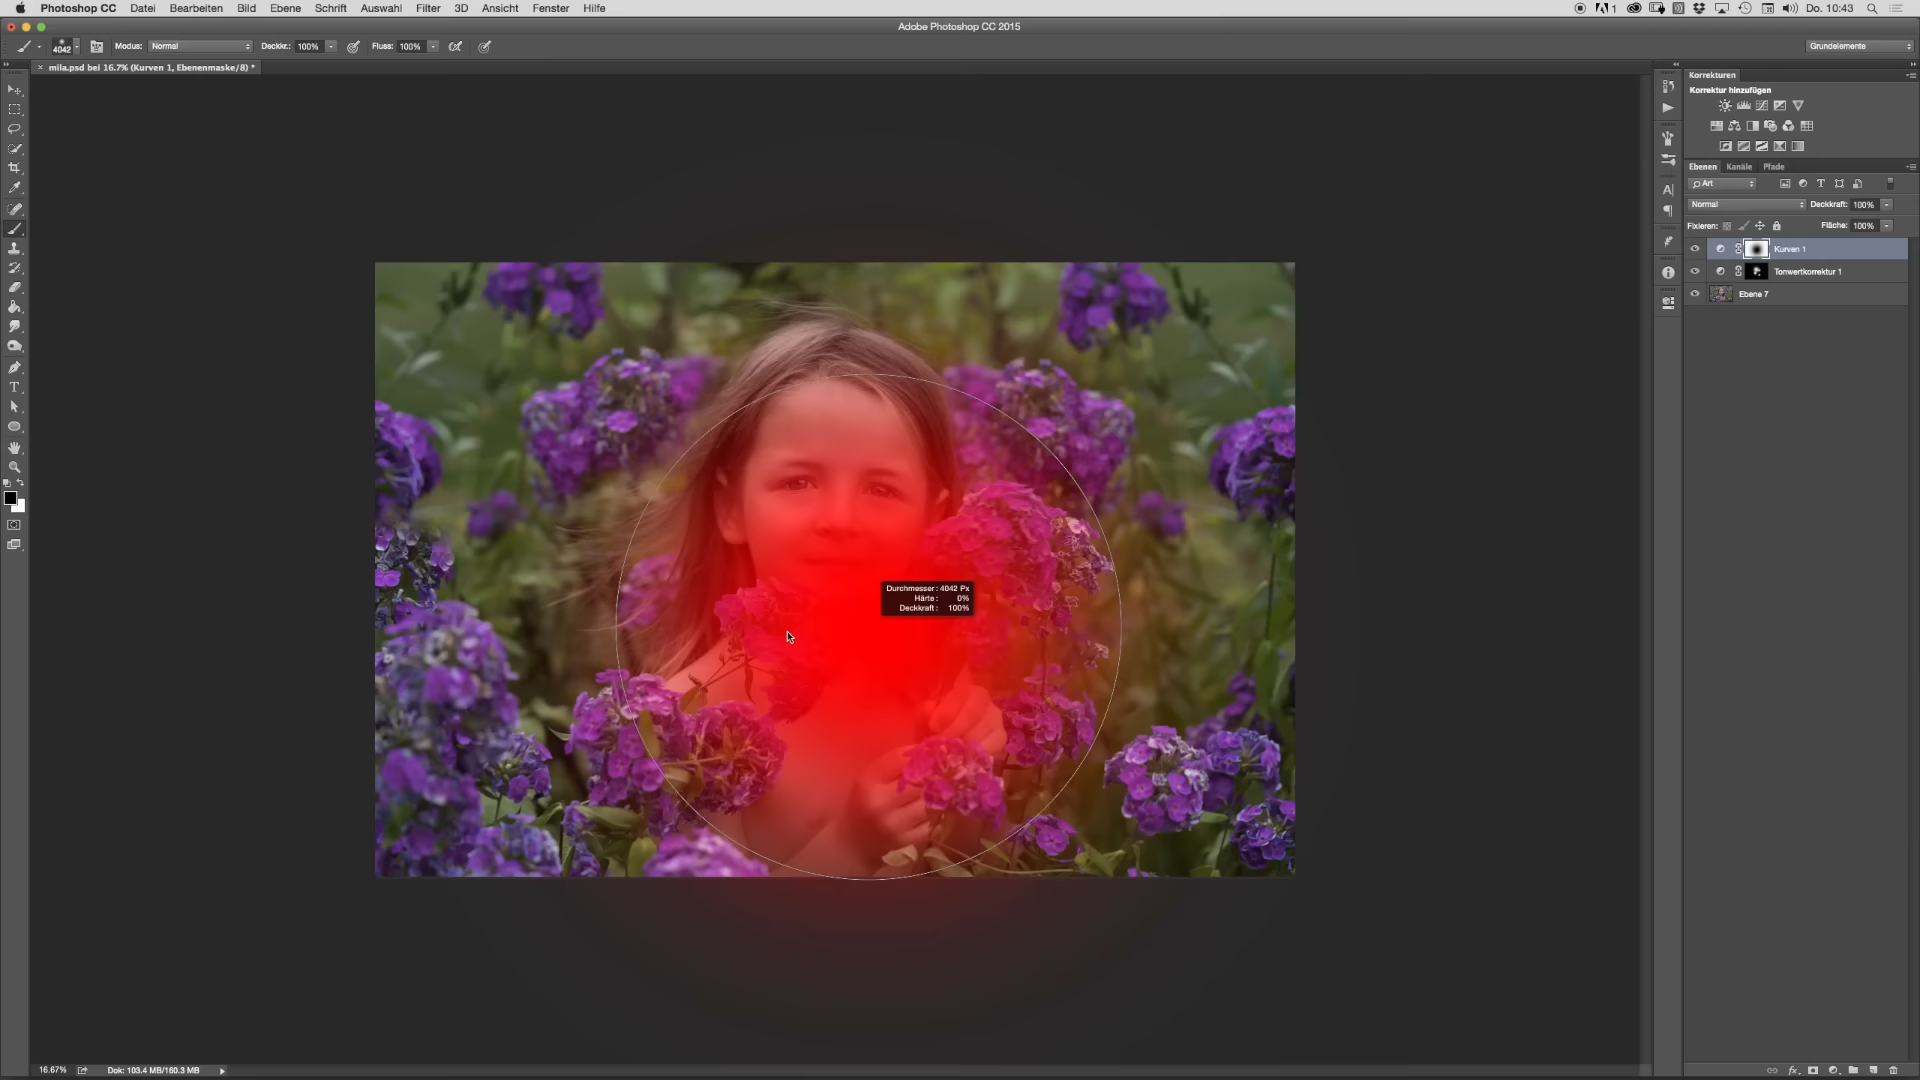 Photoshop CC Datei Bearbeiten Bild Ebene Schrift Auswahl Filter 3D Ansicht Fenster Hilfe 1 Do. 10:43
Adobe Photoshop CC 2015
4042 Modus: Normal Deckkr.: 100% Fluss: 100% Grundelemente
× mila.psd bei 16.7% (Kurven 1, Ebenenmaske/8) *
Korrekturen
Korrektur hinzufügen
Ebenen Kanäle Pfade
Art
Normal Deckkraft: 100%
Fixieren: Fläche: 100%
Kurven 1
Tonwertkorrektur 1
Ebene 7
Durchmesser: 4042 Px
Härte: 0%
Deckkraft: 100%
16.67% Dok: 103.4 MB/160.3 MB